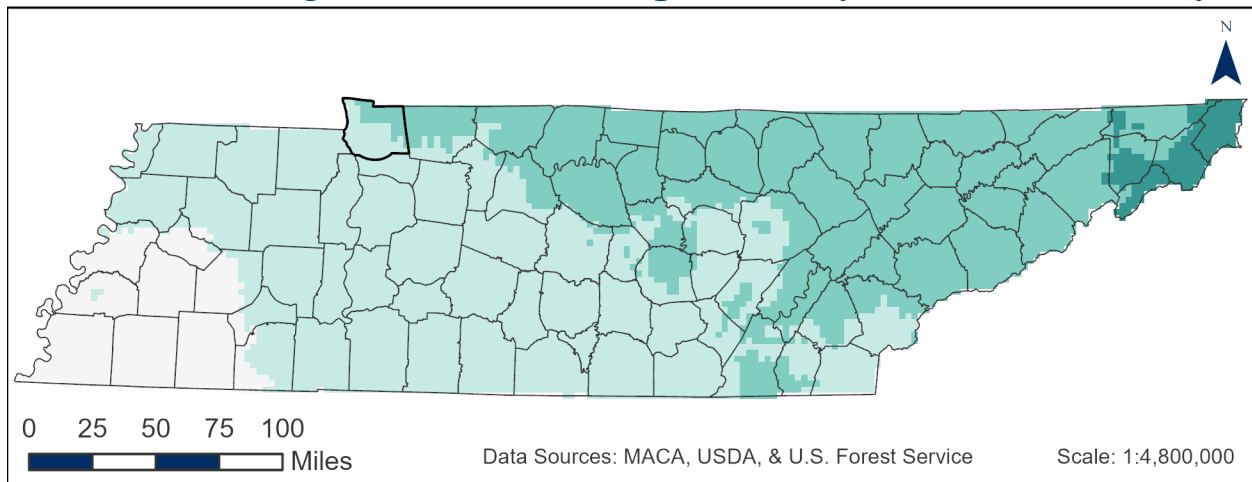 N
0 25 50 75 100
Miles
Data Sources: MACA, USDA, & U.S. Forest Service
Scale: 1:4,800,000